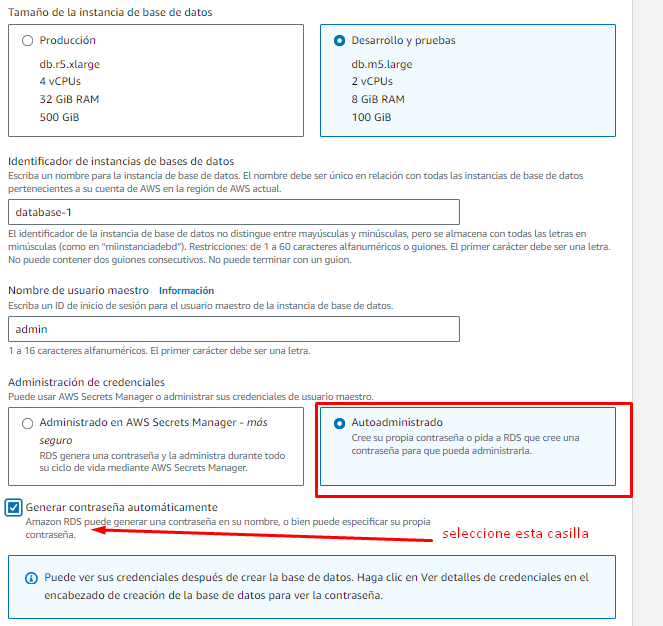 Tamaño de la instancia de base de datos
Producción
db.r5.xlarge
4 vCPUs
32 GiB RAM
500 GiB
Desarrollo y pruebas
db.m5.large
2 vCPUs
8 GiB RAM
100 GiB
Identificador de instancias de bases de datos
Escriba un nombre para la instancia de base de datos. El nombre debe ser único en relación con todas las instancias de base de datos
pertenecientes a su cuenta de AWS en la región de AWS actual.
database-1
El identificador de la instancia de base de datos no distingue entre mayúsculas y minúsculas, pero se almacena con todas las letras en
minúsculas (como en "miinstanciadebd"). Restricciones: de 1 a 60 caracteres alfanuméricos o guiones. El primer carácter debe ser una letra.
No puede contener dos guiones consecutivos. No puede terminar con un guion.
Nombre de usuario maestro Información
Escriba un ID de inicio de sesión para el usuario maestro de la instancia de base de datos.
admin
1 a 16 caracteres alfanuméricos. El primer carácter debe ser una letra.
Administración de credenciales
Puede usar AWS Secrets Manager o administrar sus credenciales de usuario maestro.
Administrado en AWS Secrets Manager - más
seguro
RDS genera una contraseña y la administra durante todo
su ciclo de vida mediante AWS Secrets Manager.
Autoadministrado
Cree su propia contraseña o pida a RDS que cree una
contraseña para que pueda administrarla.
Generar contraseña automáticamente
Amazon RDS puede generar una contraseña en su nombre, o bien puede especificar su propia
contraseña.
seleccione esta casilla
Puede ver sus credenciales después de crear la base de datos. Haga clic en Ver detalles de credenciales en el
encabezado de creación de la base de datos para ver la contraseña.